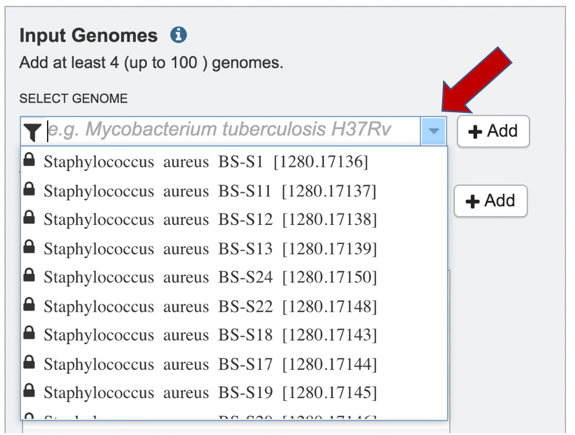 Input Genomes
Add at least 4 (up to 100 ) genomes.
SELECT GENOME
e.g. Mycobacterium tuberculosis H37Rv
Add
Staphylococcus aureus BS-S1 [1280.17136]
Staphylococcus aureus BS-S11 [1280.17137]
Staphylococcus aureus BS-S12 [1280.17138]
Add
Staphylococcus aureus BS-S13 [1280.17139]
Staphylococcus aureus BS-S24 [1280.17150]
Staphylococcus aureus BS-S22 [1280.17148]
Staphylococcus aureus BS-S18 [1280.17143]
Staphylococcus aureus BS-S17 [1280.17144]
Staphylococcus aureus BS-S19 [1280.17145]